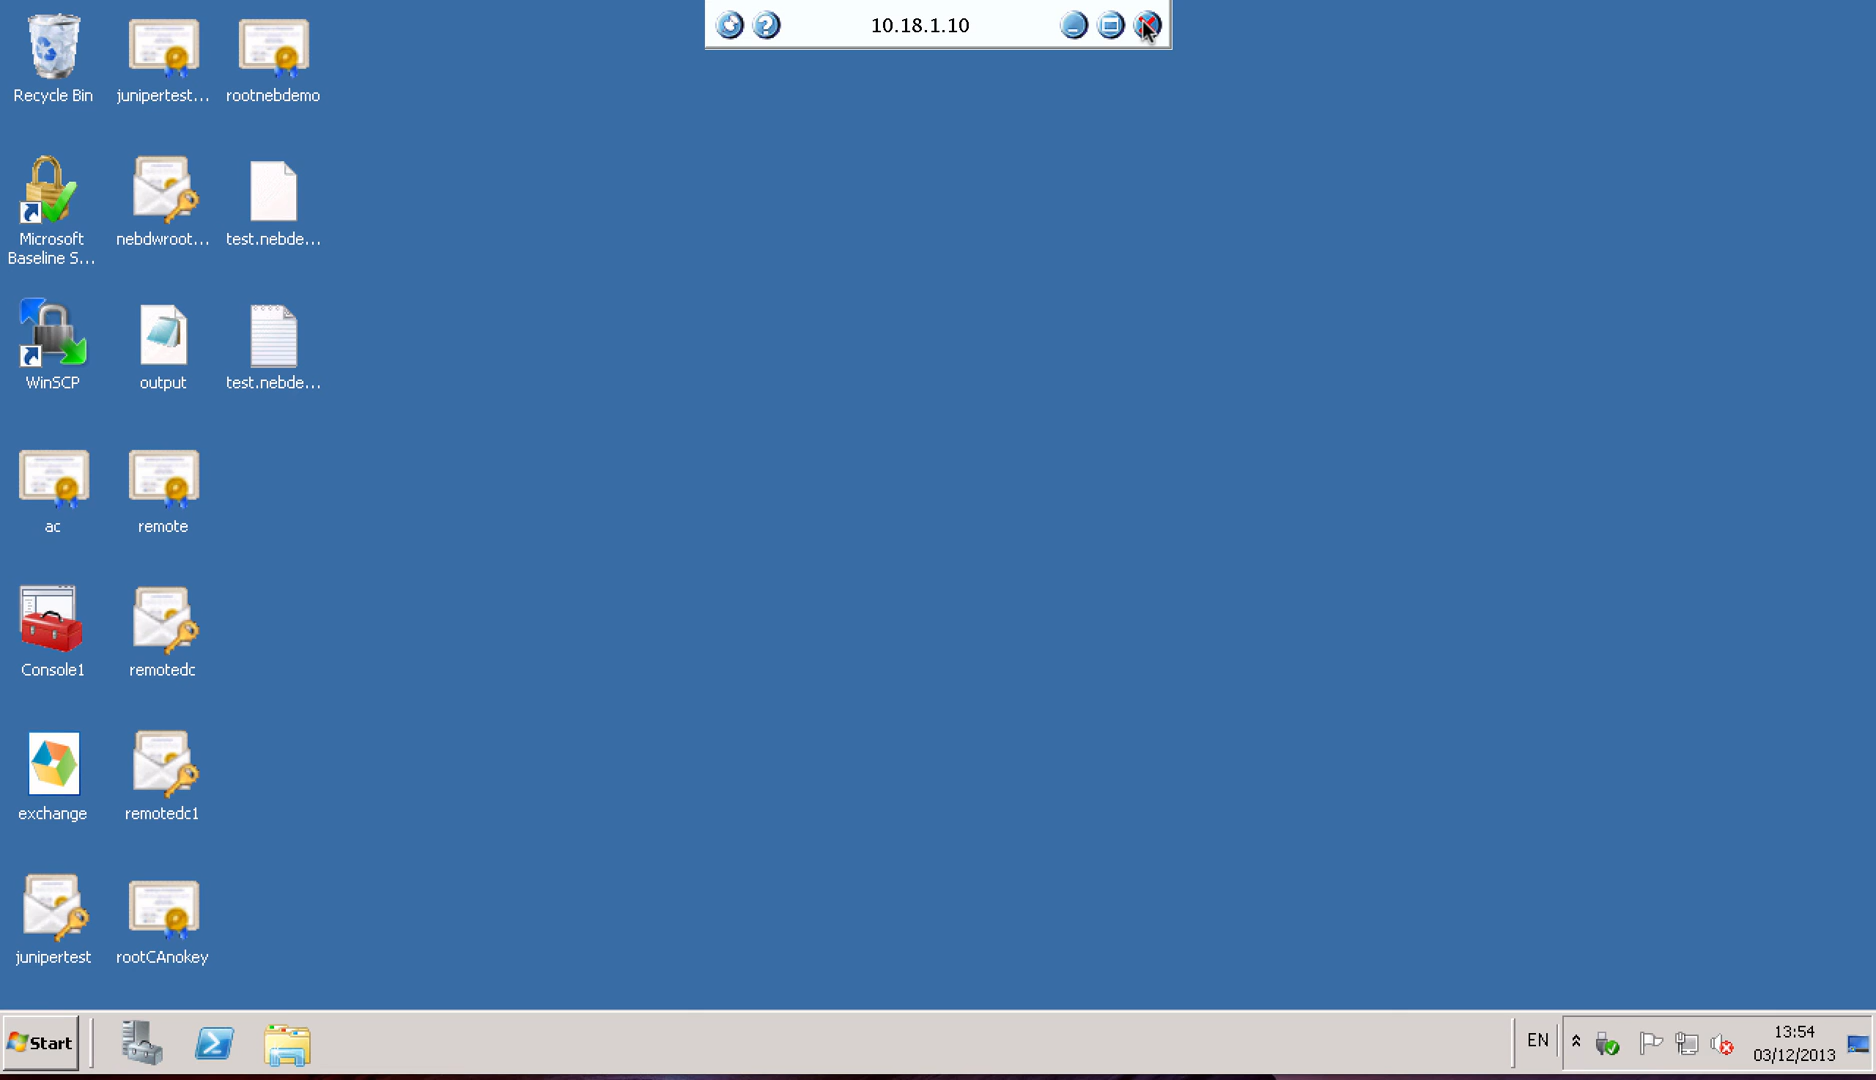 10.18.1.10
Recycle Bin
junipertest...
rootnebdemo
Microsoft
Baseline S...
nebdwroot...
test.nebde...
WinSCP
output
test.nebde...
ac
remote
Console1
remotedc
exchange
remotedc1
junipertest
rootCAnokey
Start
EN
13:54
03/12/2013